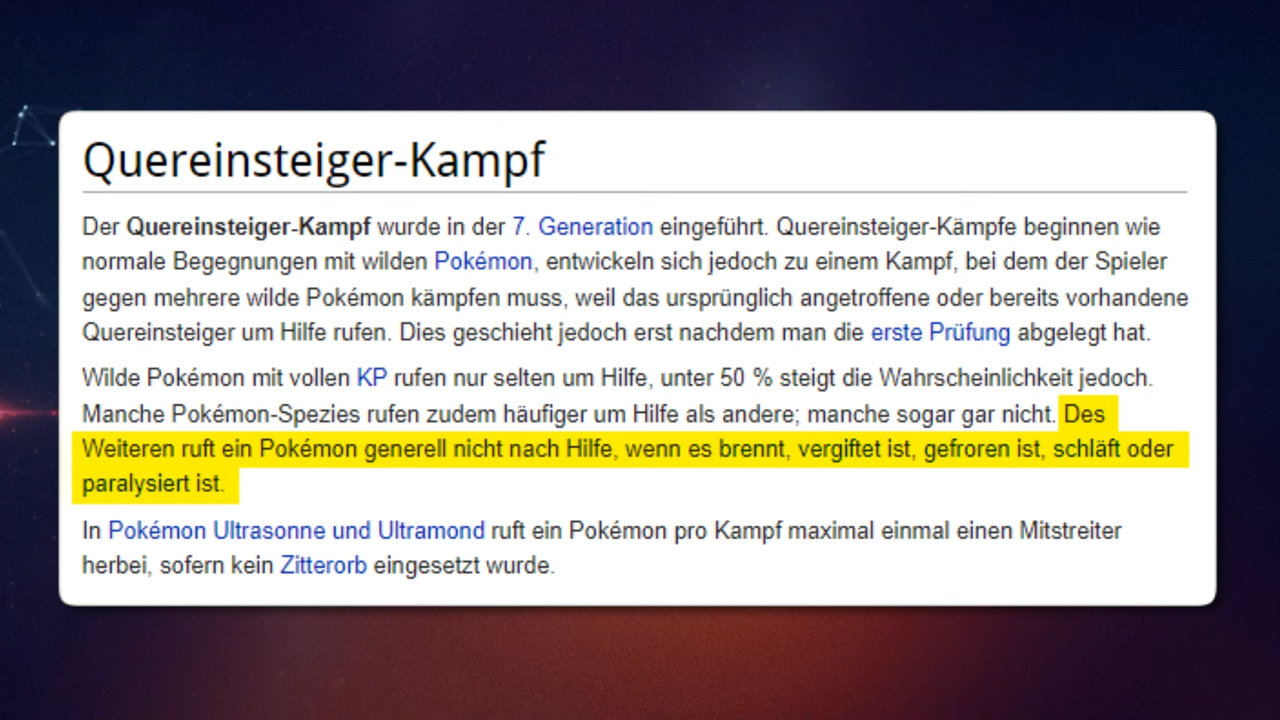 Quereinsteiger-Kampf
Der Quereinsteiger-Kampf wurde in der 7. Generation eingeführt. Quereinsteiger-Kämpfe beginnen wie
normale Begegnungen mit wilden Pokémon, entwickeln sich jedoch zu einem Kampf, bei dem der Spieler
gegen mehrere wilde Pokémon kämpfen muss, weil das ursprünglich angetroffene oder bereits vorhandene
Quereinsteiger um Hilfe rufen. Dies geschieht jedoch erst nachdem man die erste Prüfung abgelegt hat.
Wilde Pokémon mit vollen KP rufen nur selten um Hilfe, unter 50 % steigt die Wahrscheinlichkeit jedoch.
Manche Pokémon-Spezies rufen zudem häufiger um Hilfe als andere; manche sogar gar nicht. Des
Weiteren ruft ein Pokémon generell nicht nach Hilfe, wenn es brennt, vergiftet ist, gefroren ist, schläft oder
paralysiert ist.
In Pokémon Ultrasonne und Ultramond ruft ein Pokémon pro Kampf maximal einmal einen Mitstreiter
herbei, sofern kein Zitterorb eingesetzt wurde.